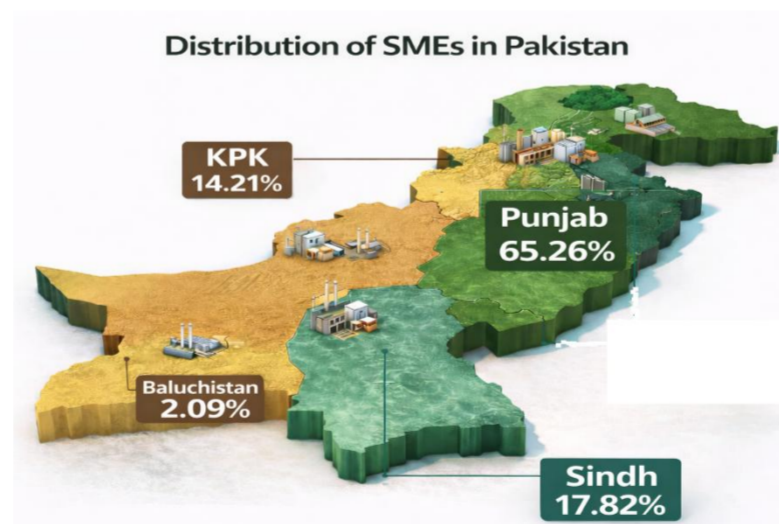 Distribution of SMEs in Pakistan
KPK
14.21%
Punjab
65.26%
Baluchistan
2.09%
Sindh
17.82%